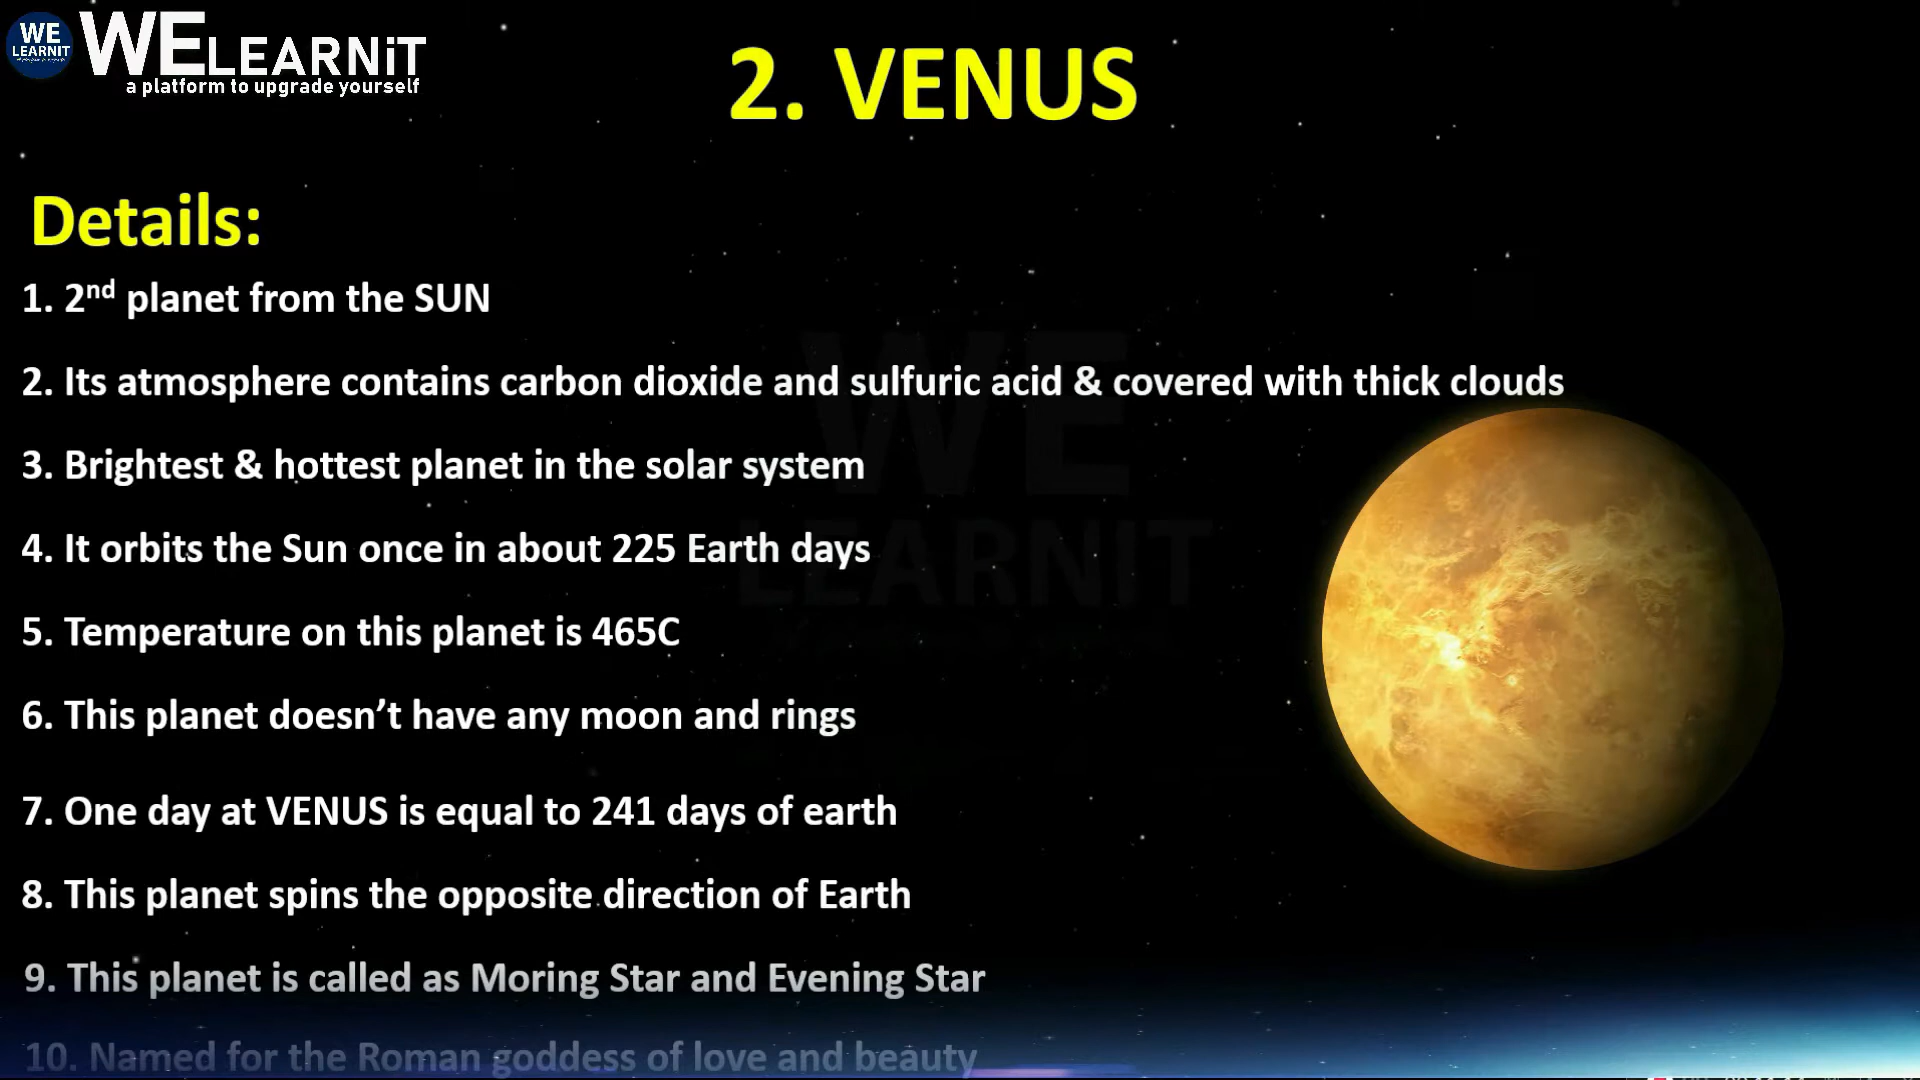 WE
LEARNIT
WELEARNiT
a platform to upgrade yourself
2. VENUS
Details:
1. 2nd planet from the SUN
2. Its atmosphere contains carbon dioxide and sulfuric acid & covered with thick clouds
3. Brightest & hottest planet in the solar system
4. It orbits the Sun once in about 225 Earth days
5. Temperature on this planet is 465C
6. This planet doesn’t have any moon and rings
7. One day at VENUS is equal to 241 days of earth
8. This planet spins the opposite direction of Earth
9. This planet is called as Moring Star and Evening Star
10. Named for the Roman goddess of love and beauty
WE
LEARNIT